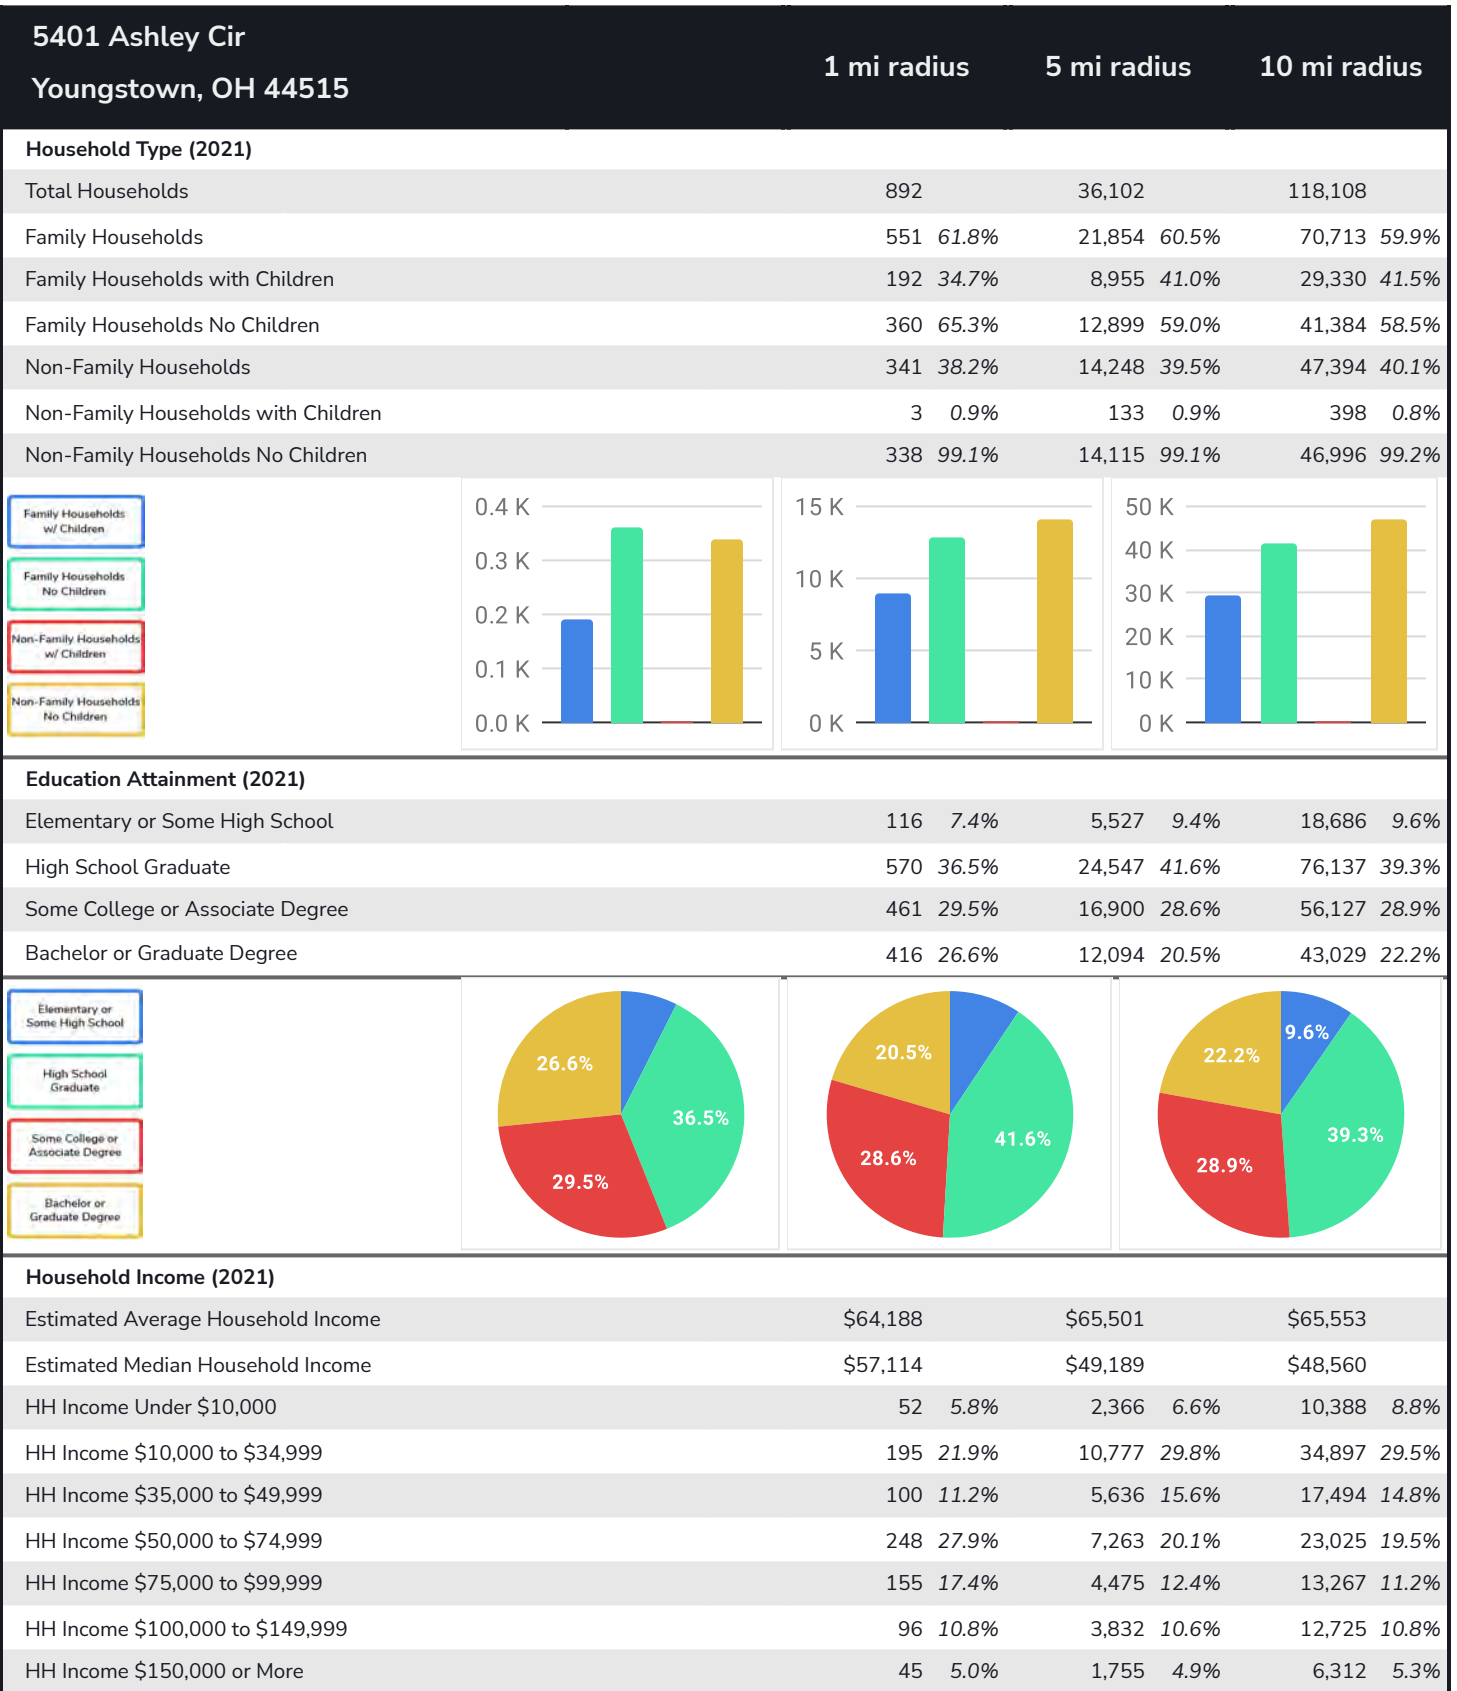 5401 Ashley Cir
Youngstown, OH 44515
1 mi radius 5 mi radius 10 mi radius
Household Type (2021)
Total Households 892 36,102 118,108
Family Households 551 61.8% 21,854 60.5% 70,713 59.9%
Family Households with Children 192 34.7% 8,955 41.0% 29,330 41.5%
Family Households No Children 360 65.3% 12,899 59.0% 41,384 58.5%
Non-Family Households 341 38.2% 14,248 39.5% 47,394 40.1%
Non-Family Households with Children 3 0.9% 133 0.9% 398 0.8%
Non-Family Households No Children 338 99.1% 14,115 99.1% 46,996 99.2%
Family Households
w/ Children
Family Households
No Children
Non-Family Households
w/ Children
Non-Family Households
No Children
0.4 K
0.3 K
0.2 K
0.1 K
0.0 K
15 K
10 K
5 K
0 K
50 K
40 K
30 K
20 K
10 K
0 K
Education Attainment (2021)
Elementary or Some High School 116 7.4% 5,527 9.4% 18,686 9.6%
High School Graduate 570 36.5% 24,547 41.6% 76,137 39.3%
Some College or Associate Degree 461 29.5% 16,900 28.6% 56,127 28.9%
Bachelor or Graduate Degree 416 26.6% 12,094 20.5% 43,029 22.2%
Elementary or
Some High School
High School
Graduate
Some College or
Associate Degree
Bachelor or
Graduate Degree
26.6%
36.5%
29.5%
20.5%
41.6%
28.6%
9.6%
22.2%
39.3%
28.9%
Household Income (2021)
Estimated Average Household Income $64,188 $65,501 $65,553
Estimated Median Household Income $57,114 $49,189 $48,560
HH Income Under $10,000 52 5.8% 2,366 6.6% 10,388 8.8%
HH Income $10,000 to $34,999 195 21.9% 10,777 29.8% 34,897 29.5%
HH Income $35,000 to $49,999 100 11.2% 5,636 15.6% 17,494 14.8%
HH Income $50,000 to $74,999 248 27.9% 7,263 20.1% 23,025 19.5%
HH Income $75,000 to $99,999 155 17.4% 4,475 12.4% 13,267 11.2%
HH Income $100,000 to $149,999 96 10.8% 3,832 10.6% 12,725 10.8%
HH Income $150,000 or More 45 5.0% 1,755 4.9% 6,312 5.3%